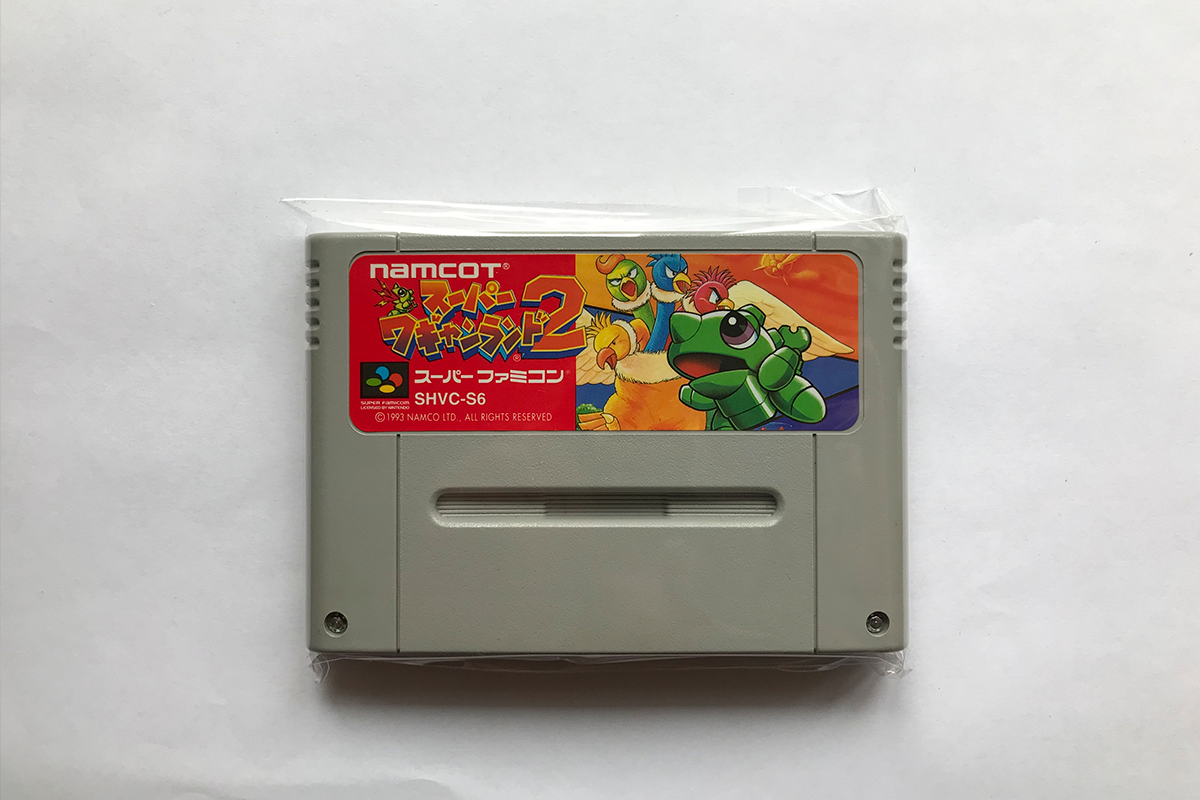 namcoT®
スーパー
ワギャンランド2®
スーパーファミコン®
SUPER FAMICOM
LICENSED BY NINTENDO
SHVC-S6
©1993 NAMCO LTD., ALL RIGHTS RESERVED